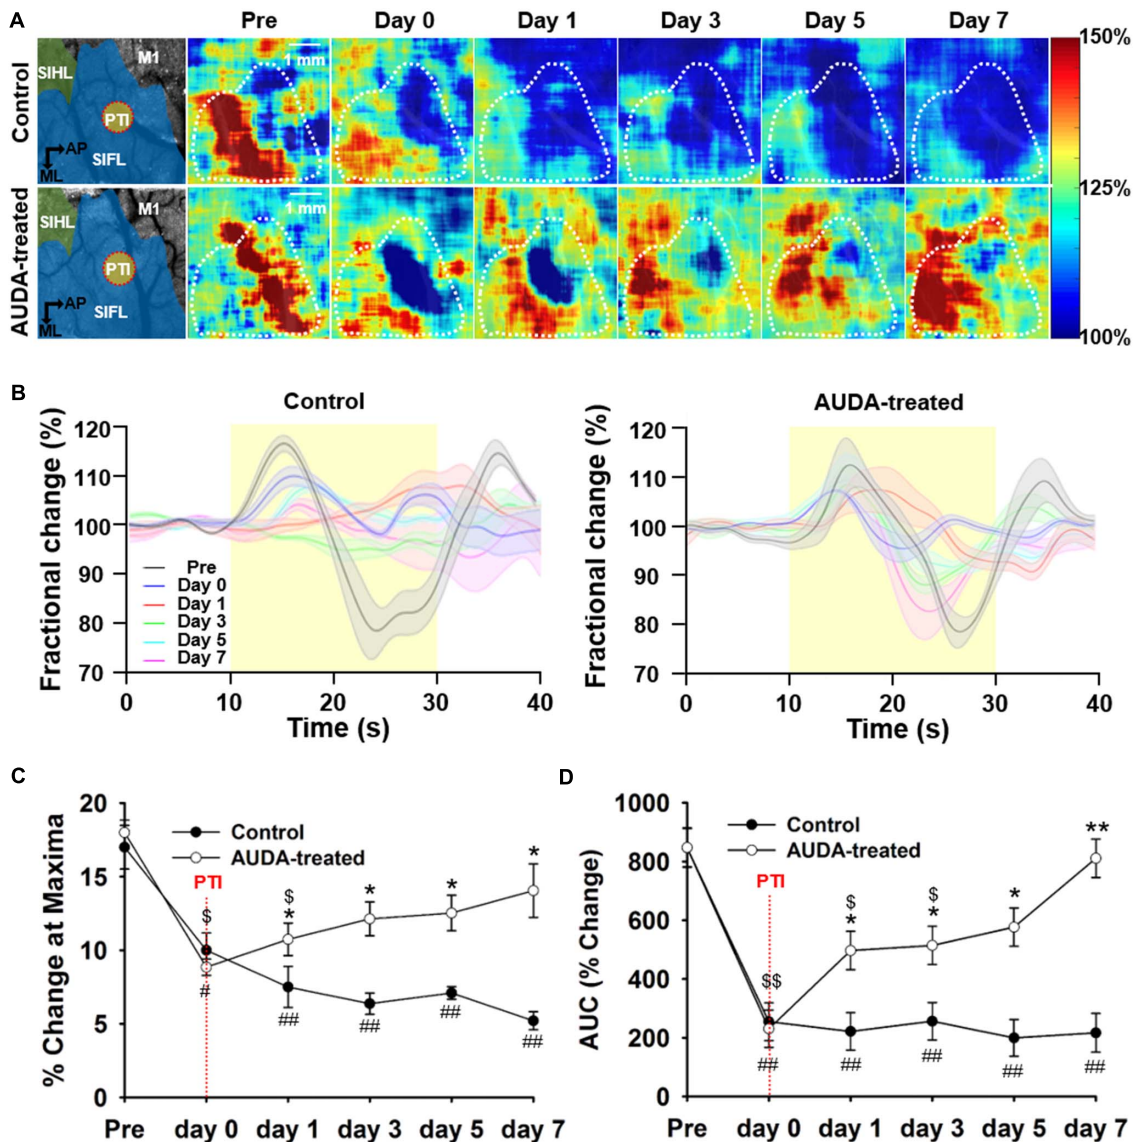 A
Pre Day 0 Day 1 Day 3 Day 5 Day 7
Control
SIHL
M1
PTI
AP
ML
SIFL
1 mm
150%
125%
100%
AUDA-treated
SIHL
M1
PTI
AP
ML
SIFL
1 mm
B
Control
Fractional change (%)
120
110
100
90
80
70
Pre
Day 0
Day 1
Day 3
Day 5
Day 7
0 10 20 30 40
Time (s)
AUDA-treated
Fractional change (%)
120
110
100
90
80
70
0 10 20 30 40
Time (s)
C
% Change at Maxima
20
15
10
5
0
Control
AUDA-treated
PTI
$
#
$
*
##
*
##
*
##
*
##
Pre day 0 day 1 day 3 day 5 day 7
D
AUC (% Change)
1000
800
600
400
200
0
Control
AUDA-treated
PTI
$$
##
$
*
##
$
*
##
*
##
**
##
Pre day 0 day 1 day 3 day 5 day 7